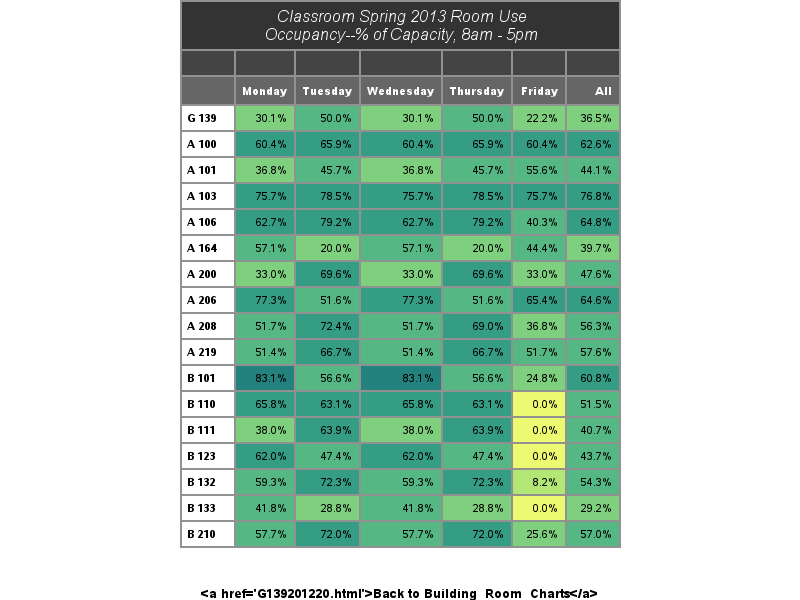 Classroom Spring 2013 Room Use
Occupancy--% of Capacity, 8am - 5pm
Monday Tuesday Wednesday Thursday Friday All
G 139 30.1% 50.0% 30.1% 50.0% 22.2% 36.5%
A 100 60.4% 65.9% 60.4% 65.9% 60.4% 62.6%
A 101 36.8% 45.7% 36.8% 45.7% 55.6% 44.1%
A 103 75.7% 78.5% 75.7% 78.5% 75.7% 76.8%
A 106 62.7% 79.2% 62.7% 79.2% 40.3% 64.8%
A 164 57.1% 20.0% 57.1% 20.0% 44.4% 39.7%
A 200 33.0% 69.6% 33.0% 69.6% 33.0% 47.6%
A 206 77.3% 51.6% 77.3% 51.6% 65.4% 64.6%
A 208 51.7% 72.4% 51.7% 69.0% 36.8% 56.3%
A 219 51.4% 66.7% 51.4% 66.7% 51.7% 57.6%
B 101 83.1% 56.6% 83.1% 56.6% 24.8% 60.8%
B 110 65.8% 63.1% 65.8% 63.1% 0.0% 51.5%
B 111 38.0% 63.9% 38.0% 63.9% 0.0% 40.7%
B 123 62.0% 47.4% 62.0% 47.4% 0.0% 43.7%
B 132 59.3% 72.3% 59.3% 72.3% 8.2% 54.3%
B 133 41.8% 28.8% 41.8% 28.8% 0.0% 29.2%
B 210 57.7% 72.0% 57.7% 72.0% 25.6% 57.0%
<a href='G139201220.html'>Back to Building_Room_Charts</a>